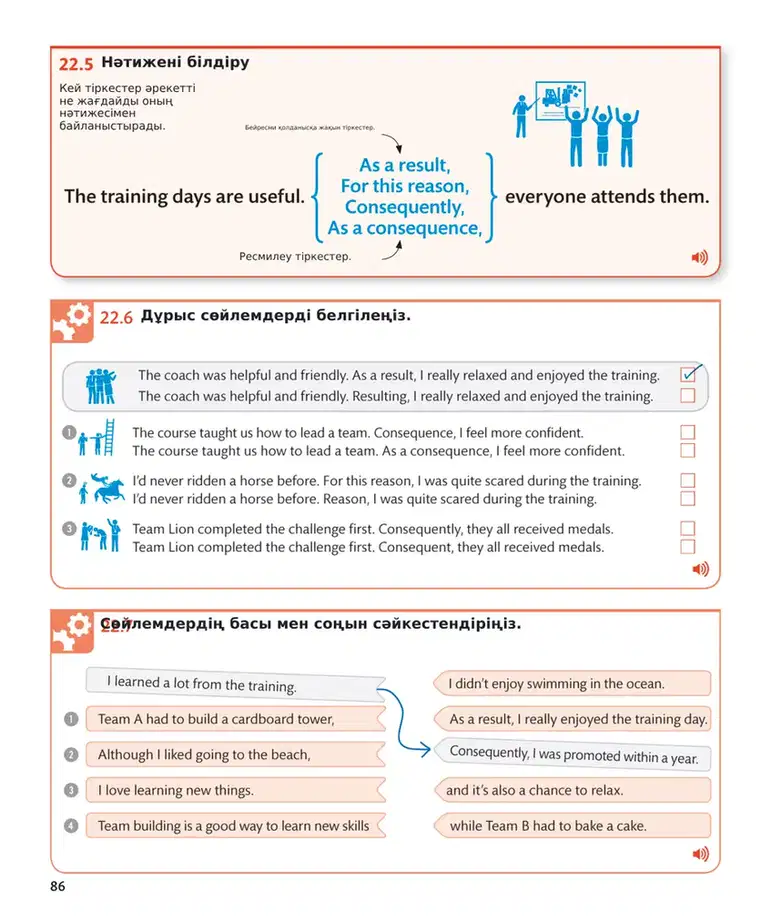 22.5 Нәтижені білдіру
Кей тіркестер әрекетті
не жағдайды оның
нәтижесімен
байланыстырады.
Бейресми қолданысқа жақын тіркестер.
The training days are useful.
As a result,
For this reason,
Consequently,
As a consequence,
everyone attends them.
Ресмилеу тіркестер.
22.6 Дұрыс сөйлемдерді белгілеңіз.
The coach was helpful and friendly. As a result, I really relaxed and enjoyed the training.
The coach was helpful and friendly. Resulting, I really relaxed and enjoyed the training.
1 The course taught us how to lead a team. Consequence, I feel more confident.
The course taught us how to lead a team. As a consequence, I feel more confident.
2 I'd never ridden a horse before. For this reason, I was quite scared during the training.
I'd never ridden a horse before. Reason, I was quite scared during the training.
3 Team Lion completed the challenge first. Consequently, they all received medals.
Team Lion completed the challenge first. Consequent, they all received medals.
22.7 Сөйлемдердің басы мен соңын сәйкестендіріңіз.
I learned a lot from the training.
I didn't enjoy swimming in the ocean.
1 Team A had to build a cardboard tower,
As a result, I really enjoyed the training day.
2 Although I liked going to the beach,
Consequently, I was promoted within a year.
3 I love learning new things.
and it's also a chance to relax.
4 Team building is a good way to learn new skills
while Team B had to bake a cake.
86